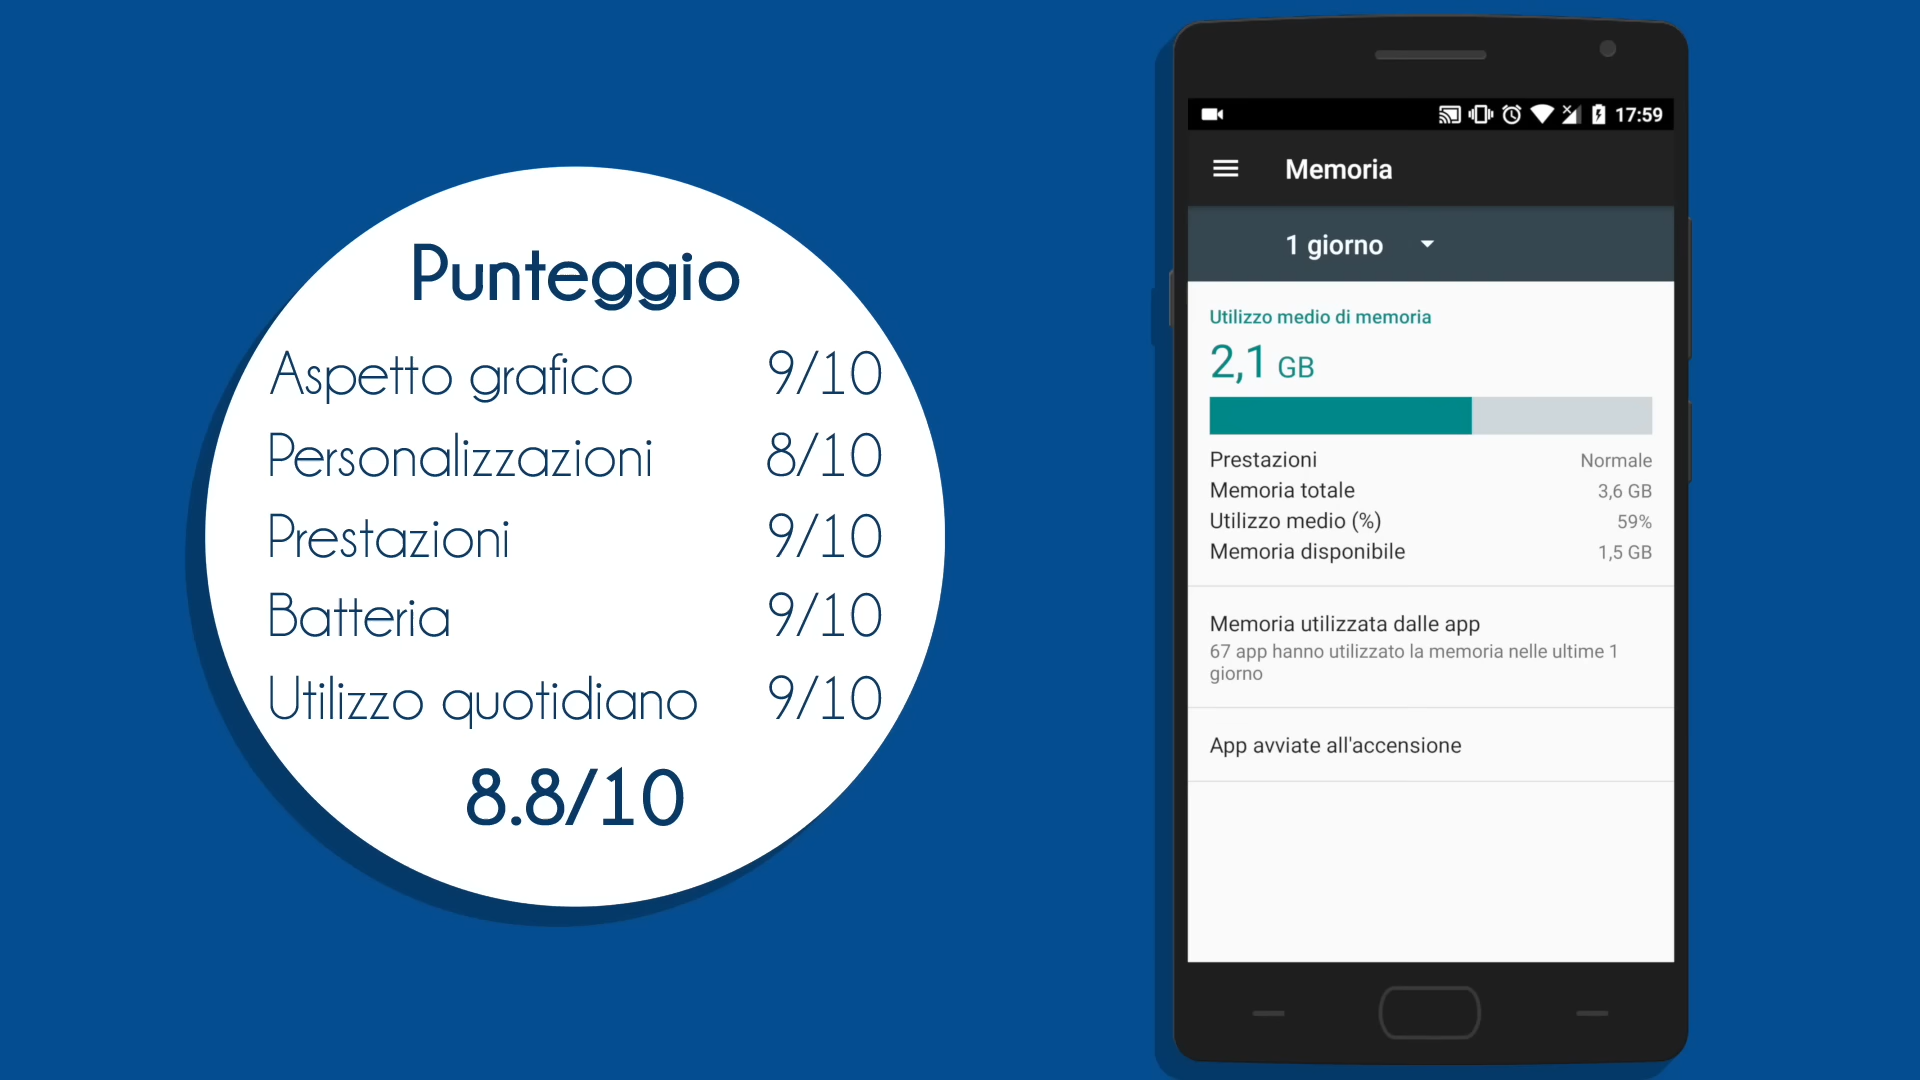 Punteggio
Aspetto grafico 9/10
Personalizzazioni 8/10
Prestazioni 9/10
Batteria 9/10
Utilizzo quotidiano 9/10
8.8/10
17:59
Memoria
1 giorno
Utilizzo medio di memoria
2,1 GB
Prestazioni Normale
Memoria totale 3,6 GB
Utilizzo medio (%) 59%
Memoria disponibile 1,5 GB
Memoria utilizzata dalle app
67 app hanno utilizzato la memoria nelle ultime 1
giorno
App avviate all'accensione